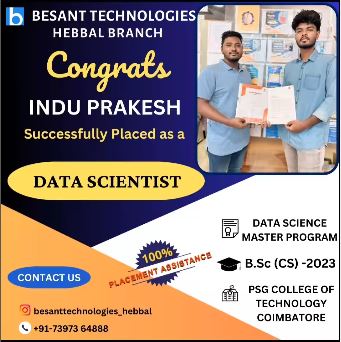 b BESANT TECHNOLOGIES
HEBBAL BRANCH
Congrats
INDU PRAKESH
Successfully Placed as a
DATA SCIENTIST
100%
PLACEMENT ASSISTANCE
DATA SCIENCE
MASTER PROGRAM
B.Sc (CS) -2023
PSG COLLEGE OF
TECHNOLOGY
COIMBATORE
CONTACT US
besanttechnologies_hebbal
+91-73973 64888